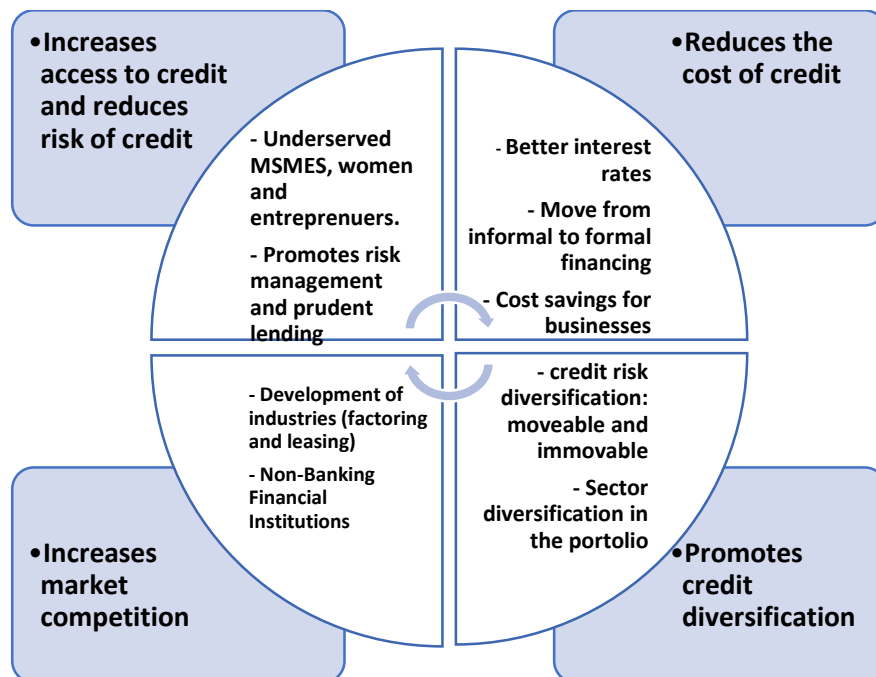 •Increases
access to credit
and reduces
risk of credit
- Underserved
MSMES, women
and
entreprenuers.
- Promotes risk
management
and prudent
lending
•Reduces the
cost of credit
- Better interest
rates
- Move from
informal to formal
financing
- Cost savings for
businesses
•Increases
market
competition
- Development of
industries (factoring
and leasing)
- Non-Banking
Financial
Institutions
•Promotes
credit
diversification
- credit risk
diversification:
moveable and
immovable
- Sector
diversification in
the portolio